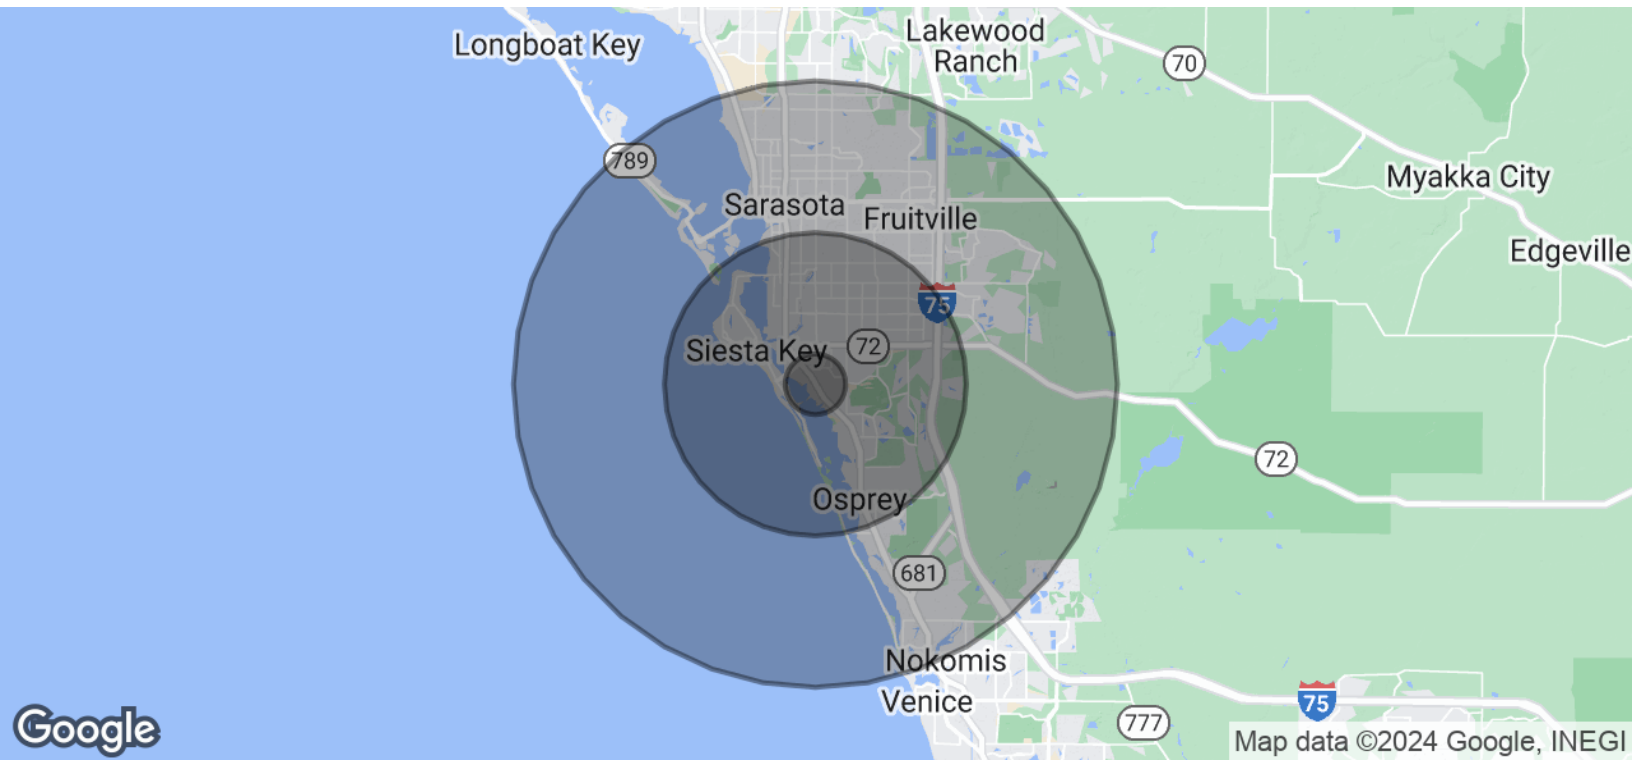 Longboat Key
Lakewood
Ranch
70
789
Myakka City
Sarasota
Fruitville
Edgeville
75
Siesta Key
72
72
Osprey
681
Nokomis
Venice
75
777
Google
Map data ©2024 Google, INEGI